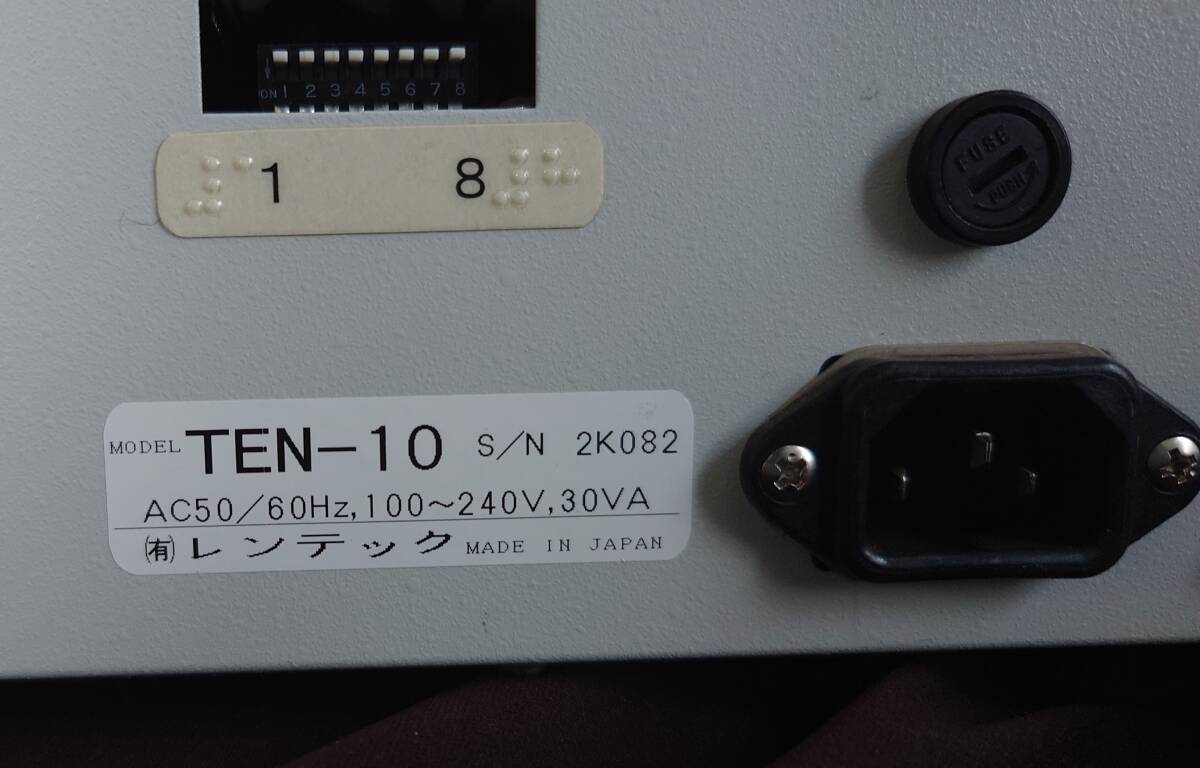 ON 1 2 3 4 5 6 7 8
⠼⠁ 1 8 ⠼⠓
FUSE
PUSH
MODEL TEN-10 S/N 2K082
AC50/60Hz,100~240V,30VA
㈲レンテック MADE IN JAPAN